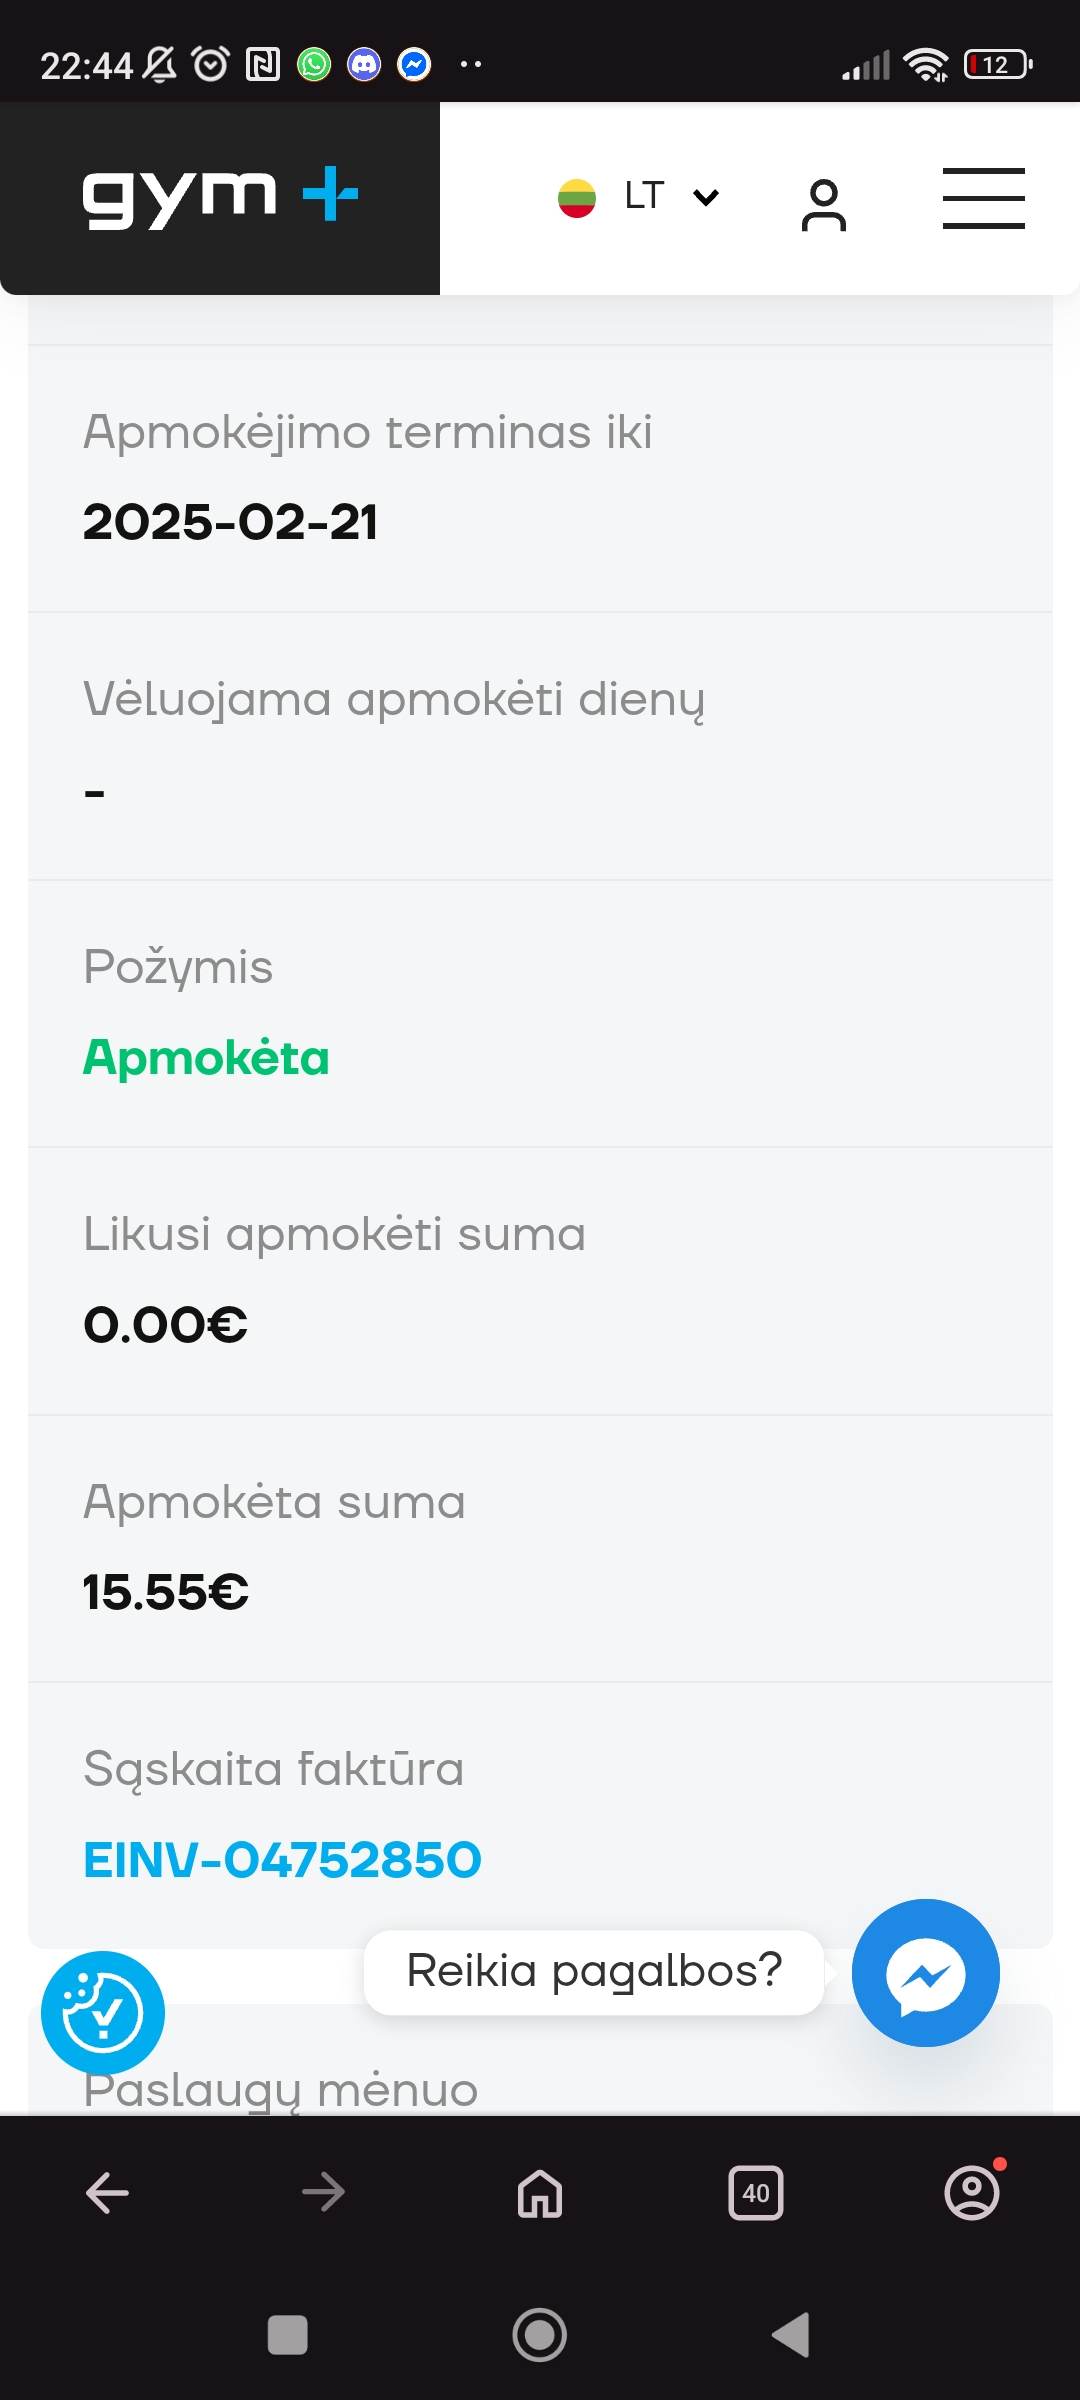 22:44
12
gym +
LT
Apmokėjimo terminas iki
2025-02-21
Vėluojama apmokėti dienų
-
Požymis
Apmokėta
Likusi apmokėti suma
0.00€
Apmokėta suma
15.55€
Sąskaita faktūra
EINV-04752850
Reikia pagalbos?
Paslaugų mėnuo
40